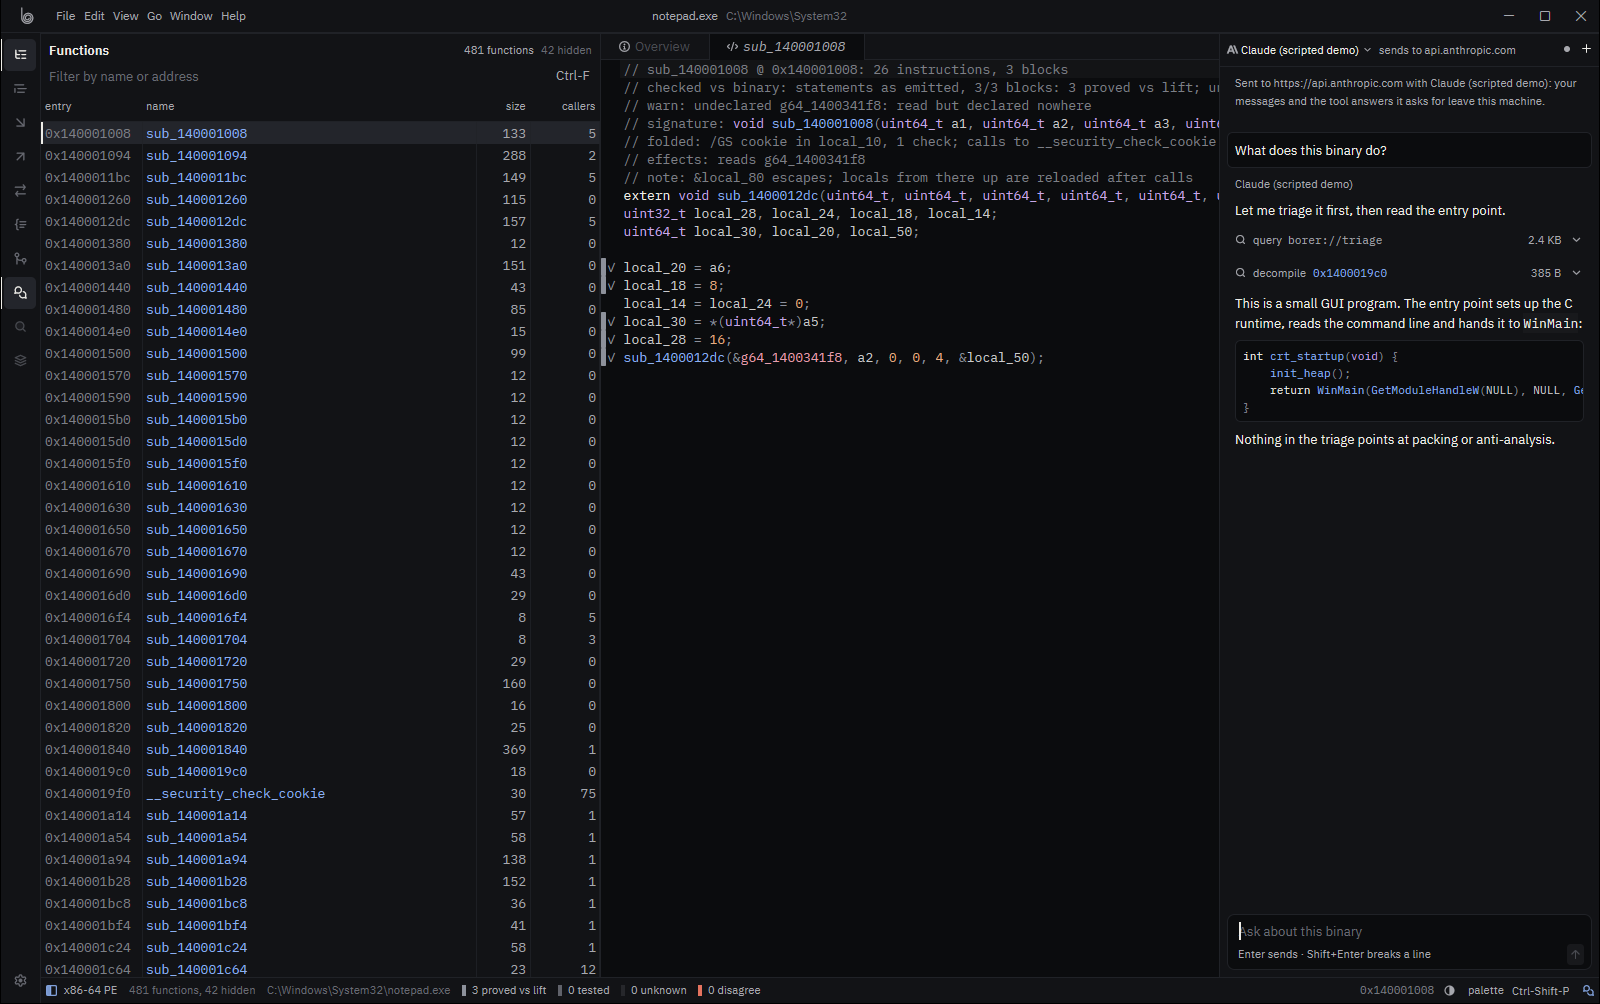 File Edit View Go Window Help
notepad.exe C:\Windows\System32
Functions
481 functions 42 hidden
Filter by name or address
Ctrl-F
entry name size callers
0x140001008 sub_140001008 133 5
0x140001094 sub_140001094 288 2
0x1400011bc sub_1400011bc 149 5
0x140001260 sub_140001260 115 0
0x1400012dc sub_1400012dc 157 5
0x140001380 sub_140001380 12 0
0x1400013a0 sub_1400013a0 151 0
0x140001440 sub_140001440 43 0
0x140001480 sub_140001480 85 0
0x1400014e0 sub_1400014e0 15 0
0x140001500 sub_140001500 99 0
0x140001570 sub_140001570 12 0
0x140001590 sub_140001590 12 0
0x1400015b0 sub_1400015b0 12 0
0x1400015d0 sub_1400015d0 12 0
0x1400015f0 sub_1400015f0 12 0
0x140001610 sub_140001610 12 0
0x140001630 sub_140001630 12 0
0x140001650 sub_140001650 12 0
0x140001670 sub_140001670 12 0
0x140001690 sub_140001690 43 0
0x1400016d0 sub_1400016d0 29 0
0x1400016f4 sub_1400016f4 8 5
0x140001704 sub_140001704 8 3
0x140001720 sub_140001720 29 0
0x140001750 sub_140001750 160 0
0x140001800 sub_140001800 16 0
0x140001820 sub_140001820 25 0
0x140001840 sub_140001840 369 1
0x1400019c0 sub_1400019c0 18 0
0x1400019f0 __security_check_cookie 30 75
0x140001a14 sub_140001a14 57 1
0x140001a54 sub_140001a54 58 1
0x140001a94 sub_140001a94 138 1
0x140001b28 sub_140001b28 152 1
0x140001bc8 sub_140001bc8 36 1
0x140001bf4 sub_140001bf4 41 1
0x140001c24 sub_140001c24 58 1
0x140001c64 sub_140001c64 23 12
Overview
</> sub_140001008
// sub_140001008 @ 0x140001008: 26 instructions, 3 blocks
// checked vs binary: statements as emitted, 3/3 blocks: 3 proved vs lift;
// warn: undeclared g64_1400341f8: read but declared nowhere
// signature: void sub_140001008(uint64_t a1, uint64_t a2, uint64_t a3,
// folded: /GS cookie in local_10, 1 check; calls to __security_check_cookie
// effects: reads g64_1400341f8
// note: &local_80 escapes; locals from there up are reloaded after calls
extern void sub_1400012dc(uint64_t, uint64_t, uint64_t, uint64_t, uint64_t,
uint32_t local_28, local_24, local_18, local_14;
uint64_t local_30, local_20, local_50;
√ local_20 = a6;
√ local_18 = 8;
local_14 = local_24 = 0;
√ local_30 = *(uint64_t*)a5;
√ local_28 = 16;
√ sub_1400012dc(&g64_1400341f8, a2, 0, 0, 4, &local_50);
Claude (scripted demo) sends to api.anthropic.com
Sent to https://api.anthropic.com with Claude (scripted demo): your
messages and the tool answers it asks for leave this machine.
What does this binary do?
Claude (scripted demo)
Let me triage it first, then read the entry point.
query borer://triage 2.4 KB
decompile 0x1400019c0 385 B
This is a small GUI program. The entry point sets up the C
runtime, reads the command line and hands it to WinMain:
int crt_startup(void) {
init_heap();
return WinMain(GetModuleHandleW(NULL), NULL, Ge
}
Nothing in the triage points at packing or anti-analysis.
Ask about this binary
Enter sends · Shift+Enter breaks a line
x86-64 PE 481 functions, 42 hidden C:\Windows\System32\notepad.exe 3 proved vs lift 0 tested 0 unknown 0 disagree
0x140001008 palette Ctrl-Shift-P